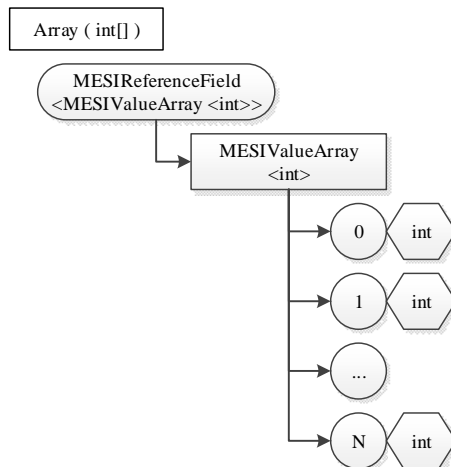 Array ( int[] )
MESIReferenceField
<MESIValueArray <int>>
MESIValueArray
<int>
0 int
1 int
...
N int